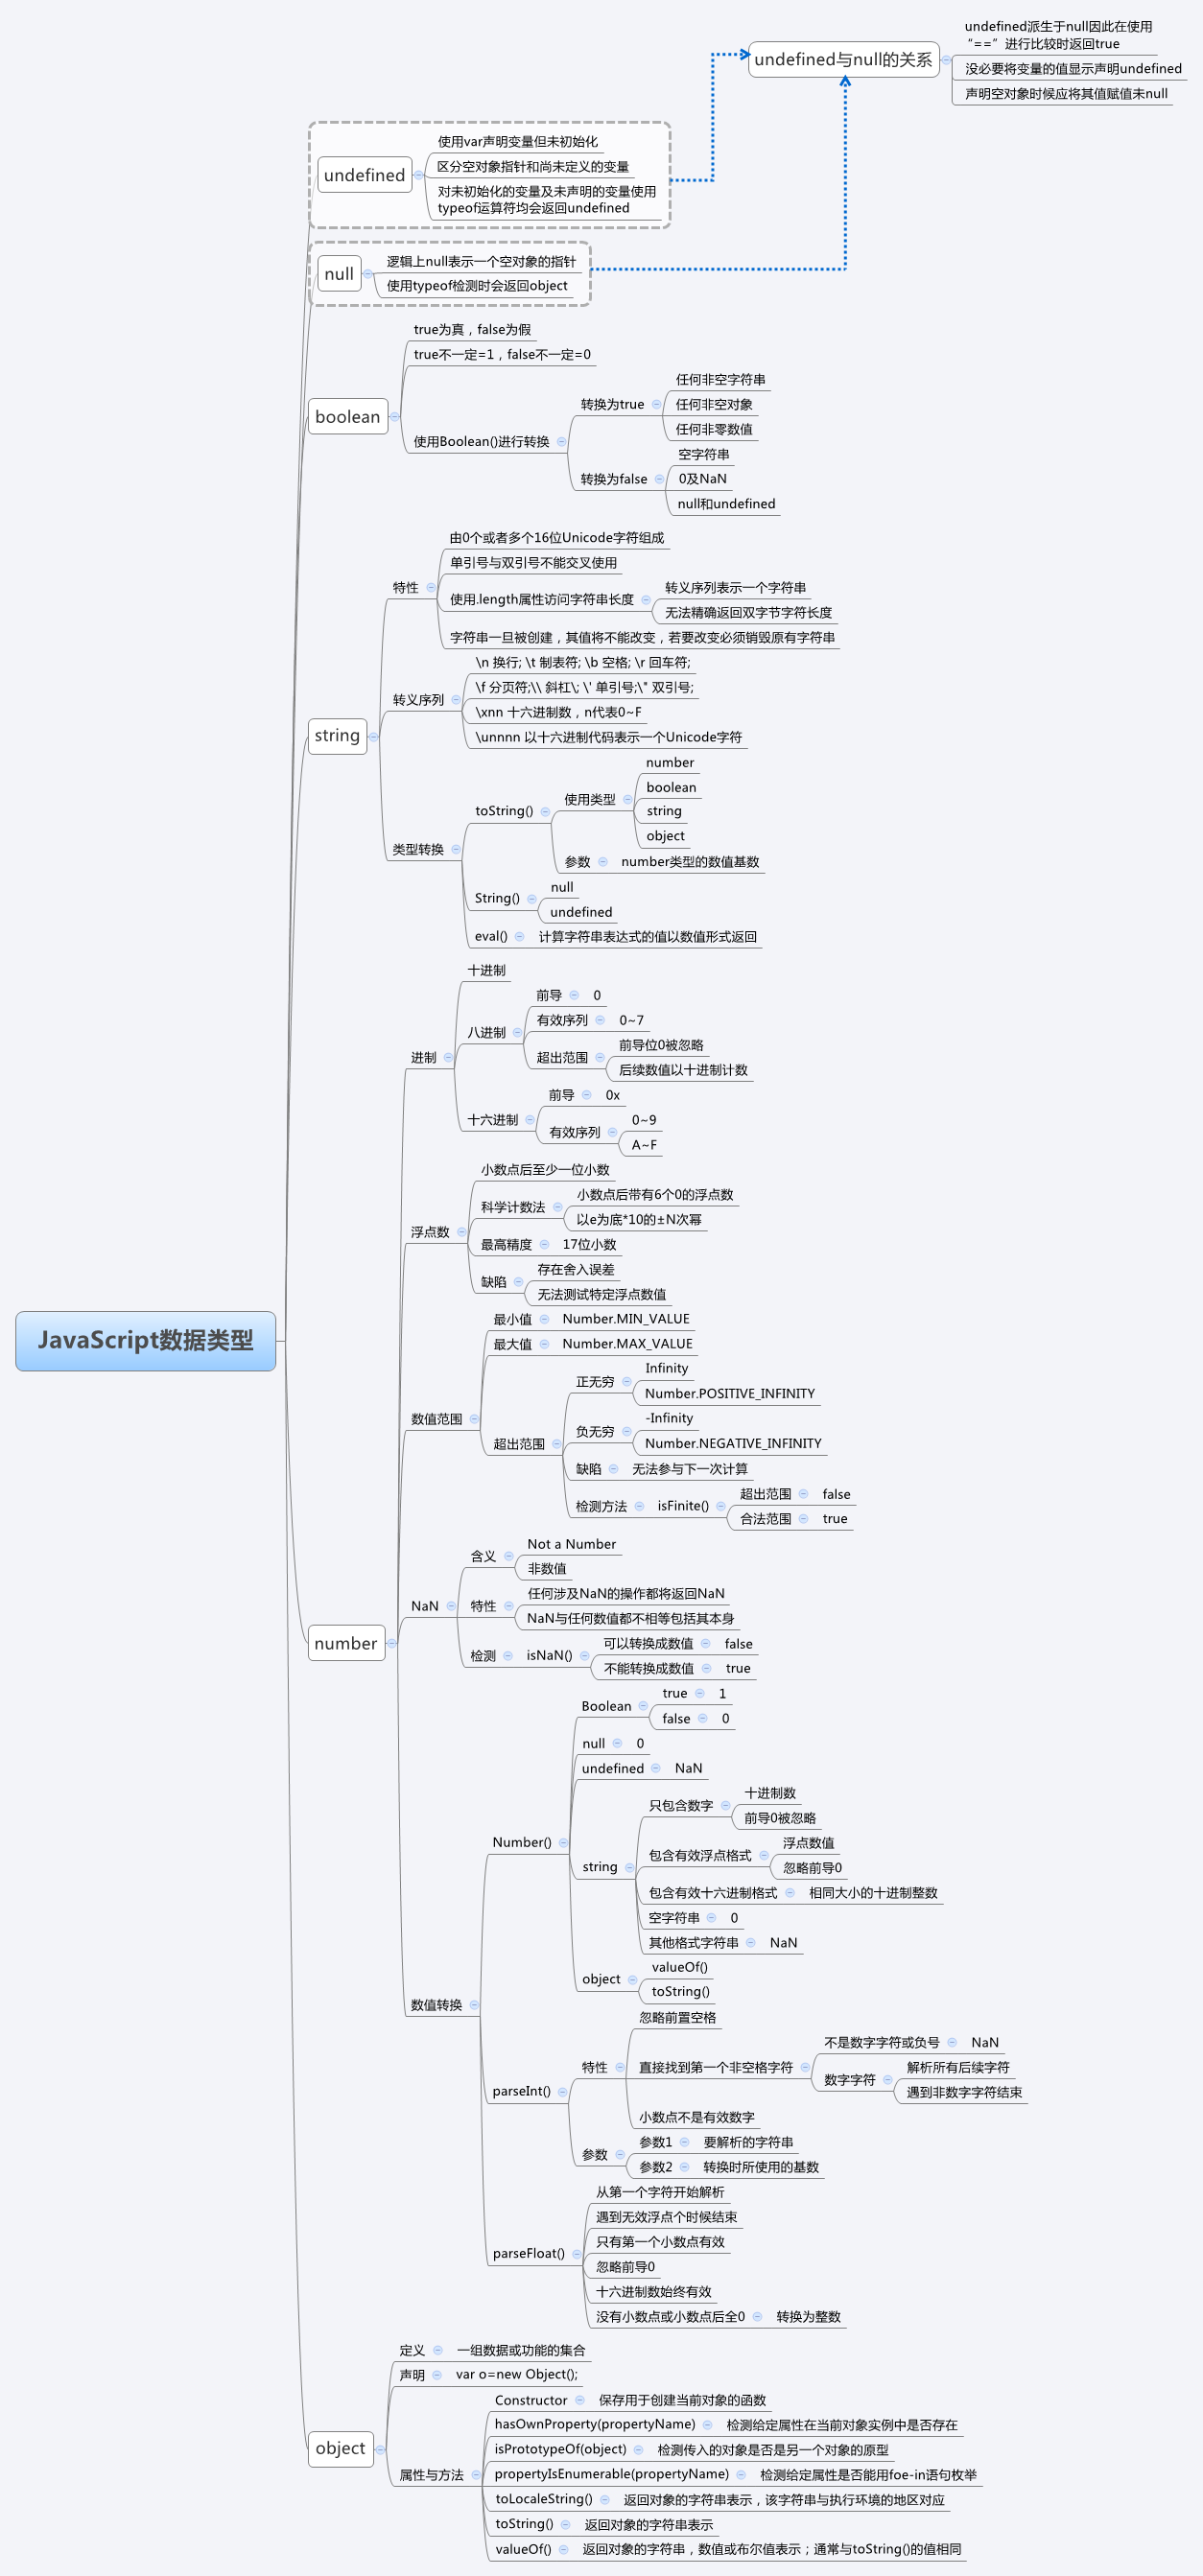 undefined派生于null因此在使用
“==”进行比较时返回true
undefined与null的关系
没必要将变量的值显示声明undefined
声明空对象时候应将其值赋值未null
使用var声明变量但未初始化
undefined
区分空对象指针和尚未定义的变量
对未初始化的变量及未声明的变量使用
typeof运算符均会返回undefined
null
逻辑上null表示一个空对象的指针
使用typeof检测时会返回object
boolean
true为真，false为假
true不一定=1，false不一定=0
使用Boolean()进行转换
转换为true
任何非空字符串
任何非空对象
任何非零数值
转换为false
空字符串
0及NaN
null和undefined
string
特性
由0个或者多个16位Unicode字符组成
单引号与双引号不能交叉使用
使用.length属性访问字符串长度
转义序列表示一个字符串
无法精确返回双字节字符长度
字符串一旦被创建，其值将不能改变，若要改变必须销毁原有字符串
转义序列
\n 换行; \t 制表符; \b 空格; \r 回车符;
\f 分页符;\\ 斜杠\; \' 单引号;\" 双引号;
\xnn 十六进制数，n代表0~F
\unnnn 以十六进制代码表示一个Unicode字符
类型转换
toString()
使用类型
number
boolean
string
object
参数
number类型的数值基数
String()
null
undefined
eval()
计算字符串表达式的值以数值形式返回
JavaScript数据类型
number
进制
十进制
八进制
前导
0
有效序列
0~7
超出范围
前导位0被忽略
后续数值以十进制计数
十六进制
前导
0x
有效序列
0~9
A~F
浮点数
小数点后至少一位小数
科学计数法
小数点后带有6个0的浮点数
以e为底*10的±N次幂
最高精度
17位小数
缺陷
存在舍入误差
无法测试特定浮点数值
数值范围
最小值
Number.MIN_VALUE
最大值
Number.MAX_VALUE
超出范围
正无穷
Infinity
Number.POSITIVE_INFINITY
负无穷
-Infinity
Number.NEGATIVE_INFINITY
缺陷
无法参与下一次计算
检测方法
isFinite()
超出范围
false
合法范围
true
NaN
含义
Not a Number
非数值
特性
任何涉及NaN的操作都将返回NaN
NaN与任何数值都不相等包括其本身
检测
isNaN()
可以转换成数值
false
不能转换成数值
true
数值转换
Number()
Boolean
true
1
false
0
null
0
undefined
NaN
string
只包含数字
十进制数
前导0被忽略
包含有效浮点格式
浮点数值
忽略前导0
包含有效十六进制格式
相同大小的十进制整数
空字符串
0
其他格式字符串
NaN
object
valueOf()
toString()
parseInt()
特性
忽略前置空格
直接找到第一个非空格字符
不是数字字符或负号
NaN
数字字符
解析所有后续字符
遇到非数字字符结束
小数点不是有效数字
参数
参数1
要解析的字符串
参数2
转换时所使用的基数
parseFloat()
从第一个字符开始解析
遇到无效浮点个时候结束
只有第一个小数点有效
忽略前导0
十六进制数始终有效
没有小数点或小数点后全0
转换为整数
object
定义
一组数据或功能的集合
声明
var o=new Object();
属性与方法
Constructor
保存用于创建当前对象的函数
hasOwnProperty(propertyName)
检测给定属性在当前对象实例中是否存在
isPrototypeOf(object)
检测传入的对象是否是另一个对象的原型
propertyIsEnumerable(propertyName)
检测给定属性是否能用foe-in语句枚举
toLocaleString()
返回对象的字符串表示，该字符串与执行环境的地区对应
toString()
返回对象的字符串表示
valueOf()
返回对象的字符串，数值或布尔值表示；通常与toString()的值相同